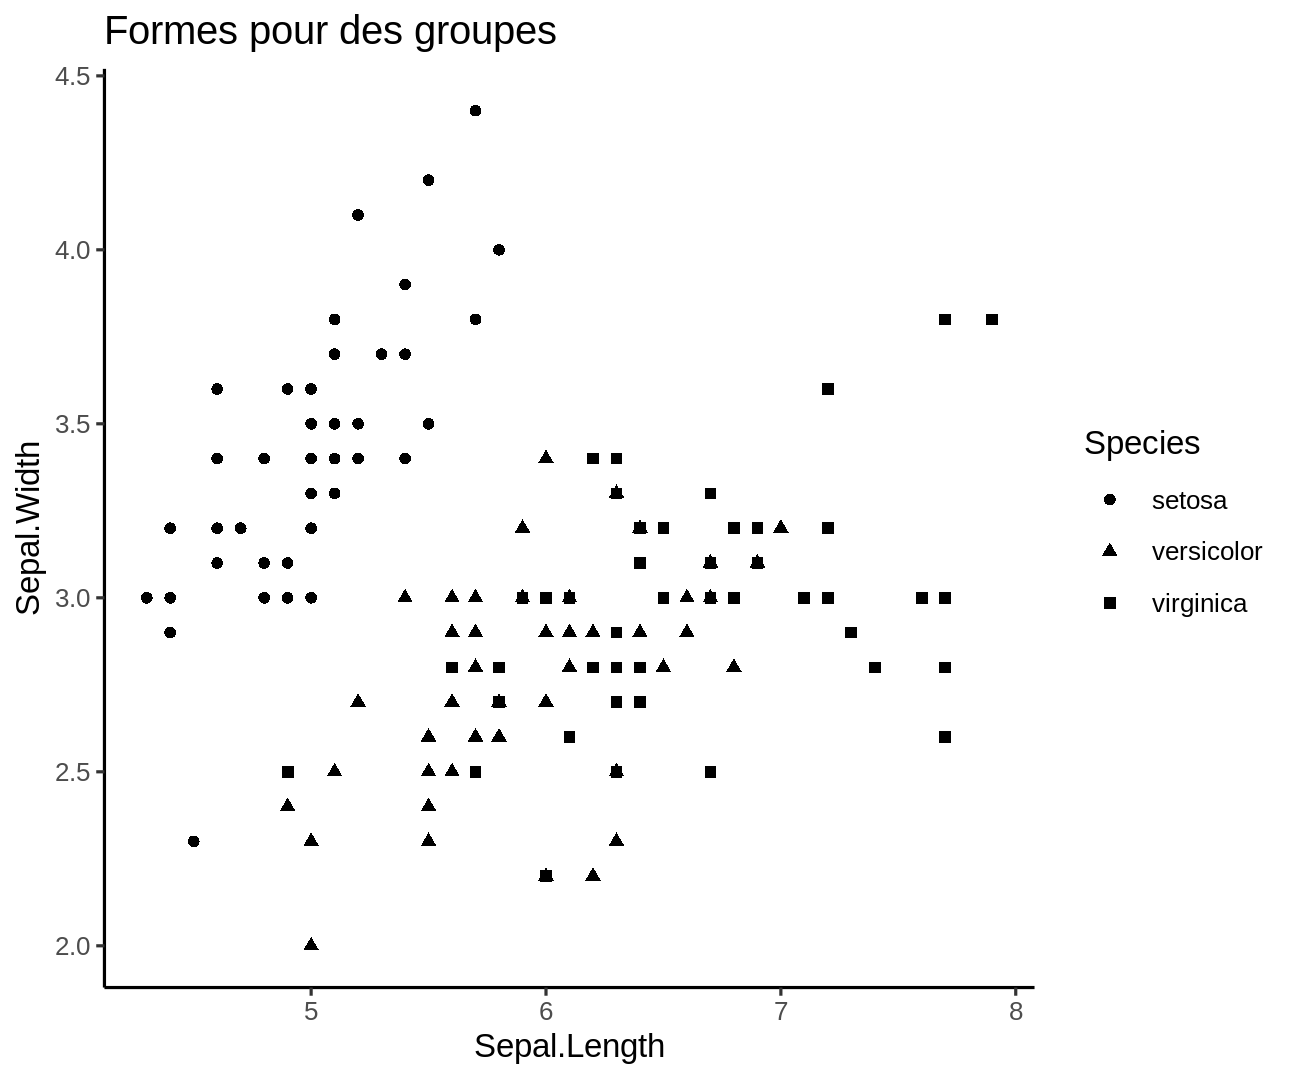 Formes pour des groupes
4.5
4.0
3.5
3.0
2.5
2.0
Sepal.Width
5 6 7 8
Sepal.Length
Species
setosa
versicolor
virginica